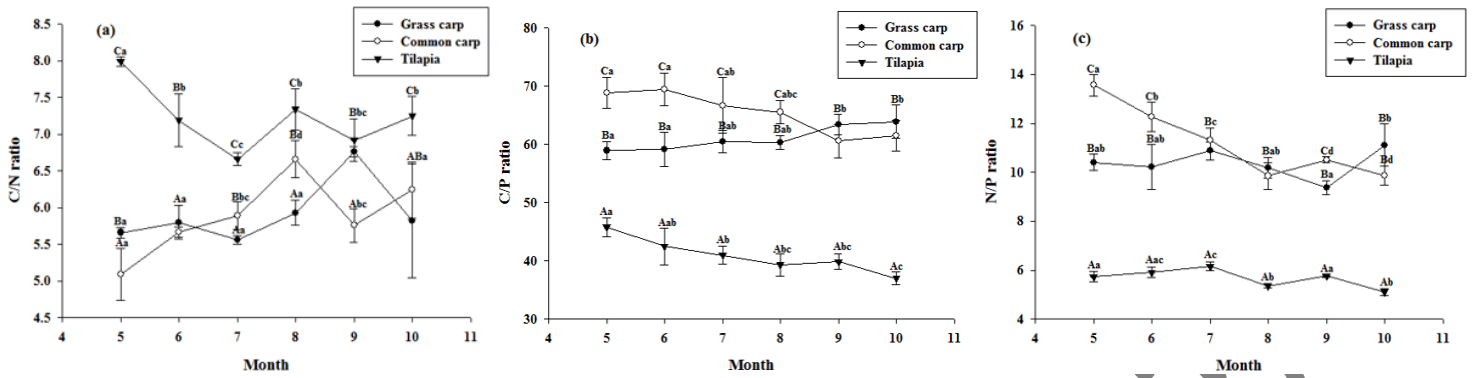 (a)
Grass carp
Common carp
Tilapia
8.5
8.0
7.5
7.0
6.5
6.0
5.5
5.0
4.5
C/N ratio
Ca
Bb
Cc
Cb
Bbc
Cb
Bd
ABa
Ba
Aa
Bbc
Aa
Abc
Aa
Aa
4
5
6
7
8
9
10
11
Month
(b)
Grass carp
Common carp
Tilapia
80
70
60
50
40
30
C/P ratio
Ca
Ca
Cab
Cabc
Bb
Bb
Ba
Ba
Bab
Bab
Aa
Aab
Ab
Abc
Abc
Ac
4
5
6
7
8
9
10
11
Month
(c)
Grass carp
Common carp
Tilapia
16
14
12
10
8
6
4
N/P ratio
Ca
Cb
Bc
Bb
Bab
Bab
Bab
Cd
Ba
Bd
Aa
Aac
Ac
Ab
Aa
Ab
4
5
6
7
8
9
10
11
Month